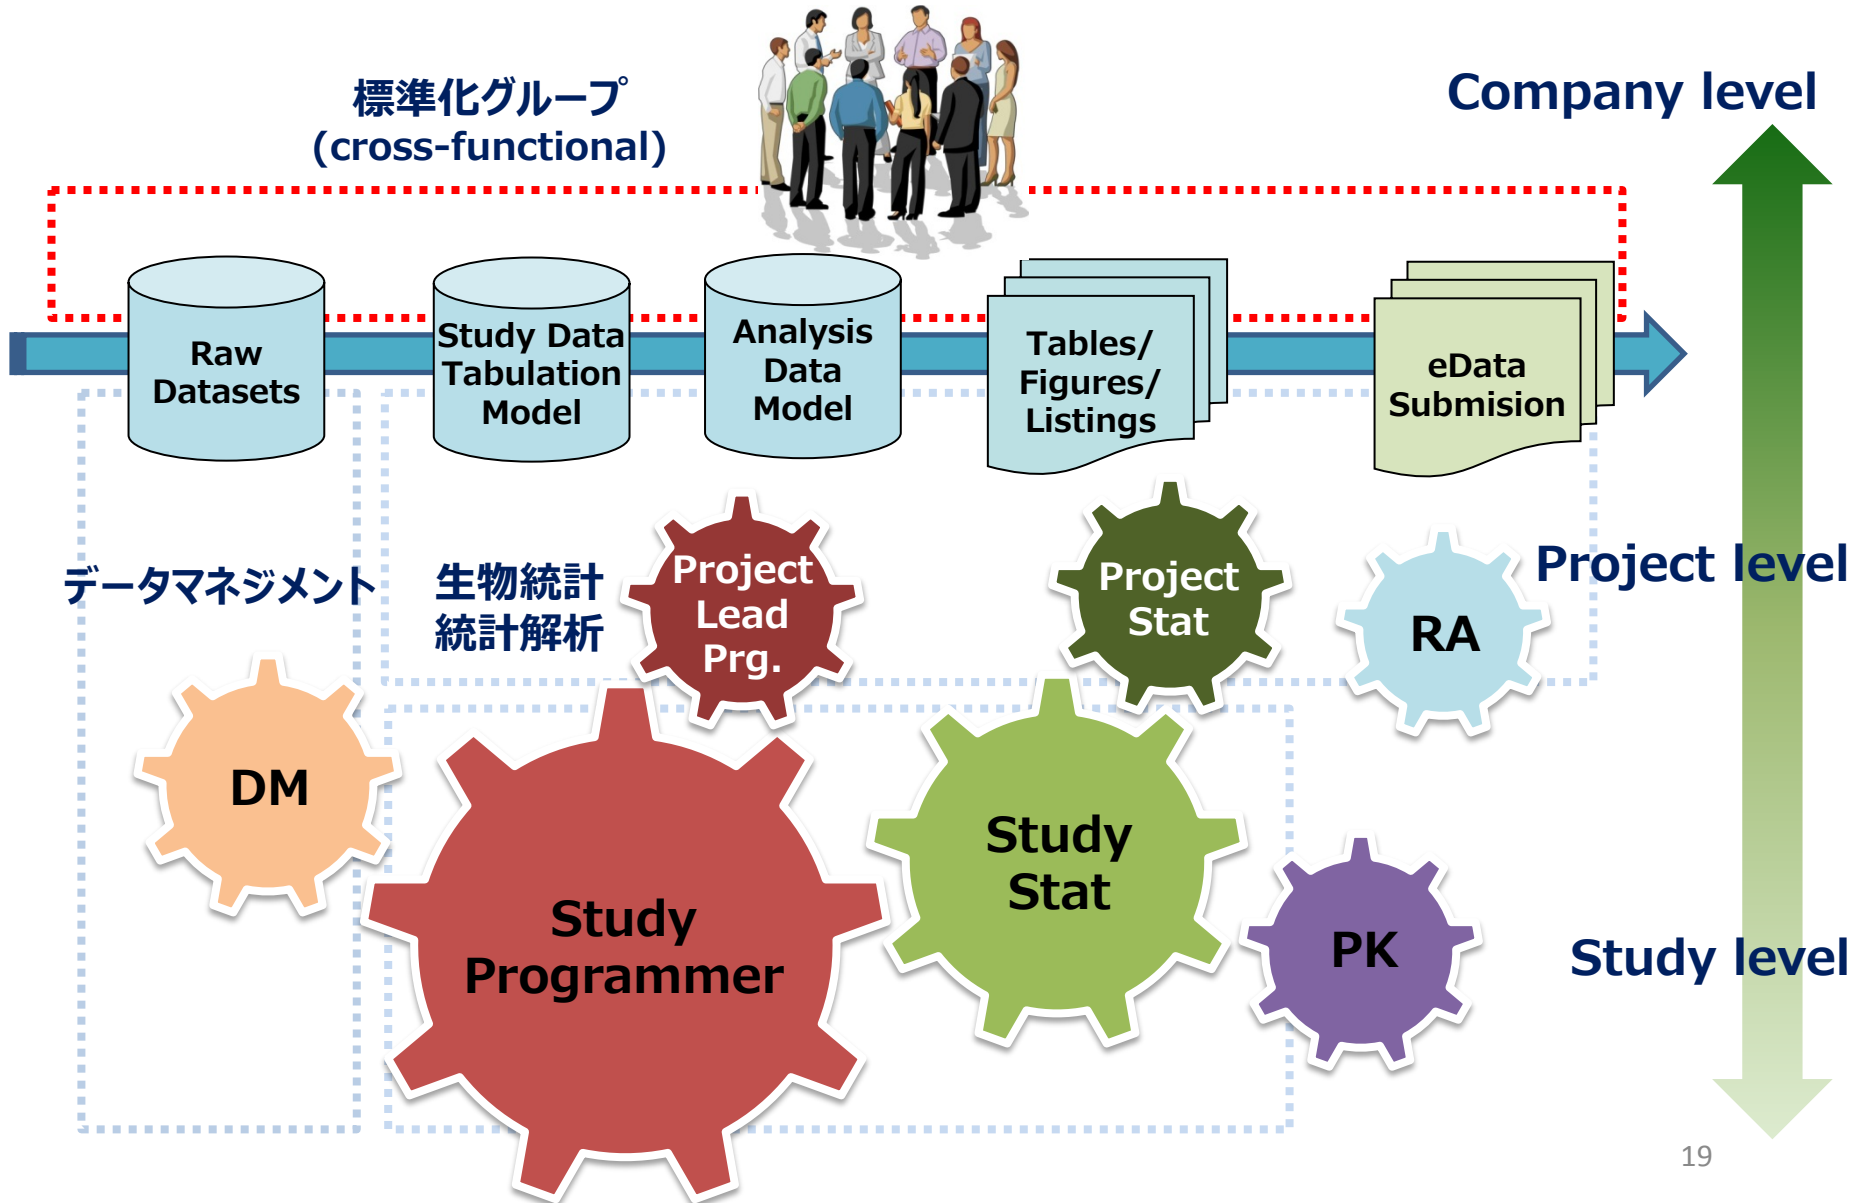 標準化グループ
(cross-functional)
Company level
Raw
Datasets
Study Data
Tabulation
Model
Analysis
Data
Model
Tables/
Figures/
Listings
eData
Submision
データマネジメント
生物統計
統計解析
Project
Lead
Prg.
Project
Stat
RA
Project level
DM
Study
Programmer
Study
Stat
PK
Study level
19